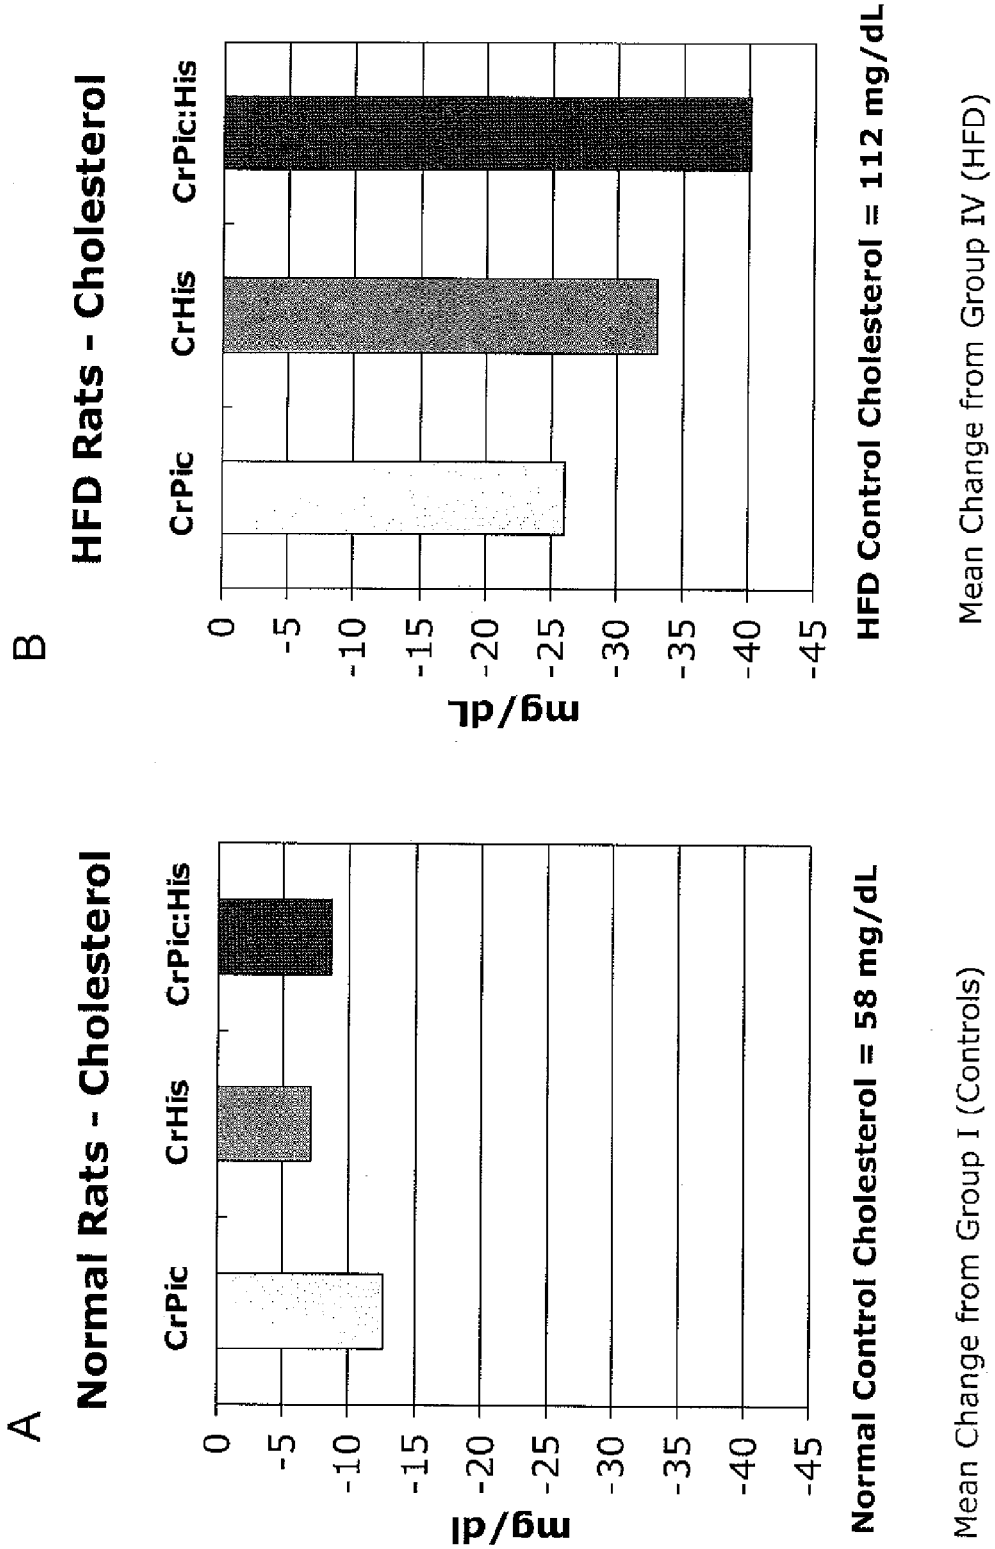 A
Normal Rats - Cholesterol
CrPic CrHis CrPic:His
mg/dl
0
-5
-10
-15
-20
-25
-30
-35
-40
-45
Normal Control Cholesterol = 58 mg/dL
Mean Change from Group I (Controls)
B
HFD Rats - Cholesterol
CrPic CrHis CrPic:His
mg/dL
0
-5
-10
-15
-20
-25
-30
-35
-40
-45
HFD Control Cholesterol = 112 mg/dL
Mean Change from Group IV (HFD)